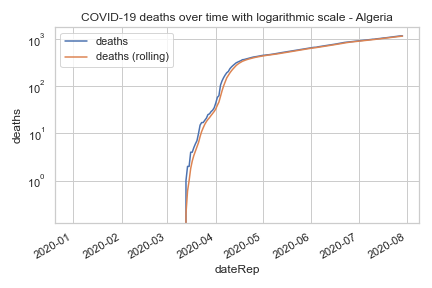 COVID-19 deaths over time with logarithmic scale - Algeria
deaths
deaths (rolling)
10³
10²
10¹
10⁰
deaths
2020-01
2020-02
2020-03
2020-04
2020-05
2020-06
2020-07
2020-08
dateRep